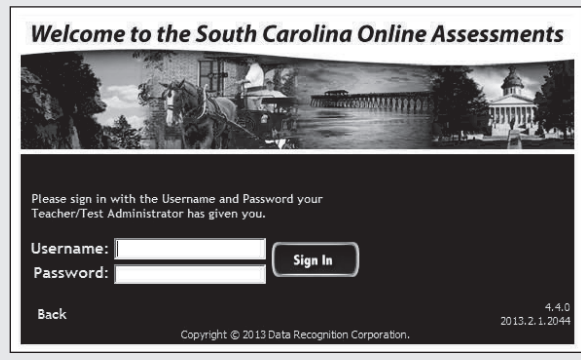 Welcome to the South Carolina Online Assessments
Please sign in with the Username and Password your
Teacher/Test Administrator has given you.
Username:
Password:
Sign In
Back
4.4.0
2013.2.1.2044
Copyright © 2013 Data Recognition Corporation.